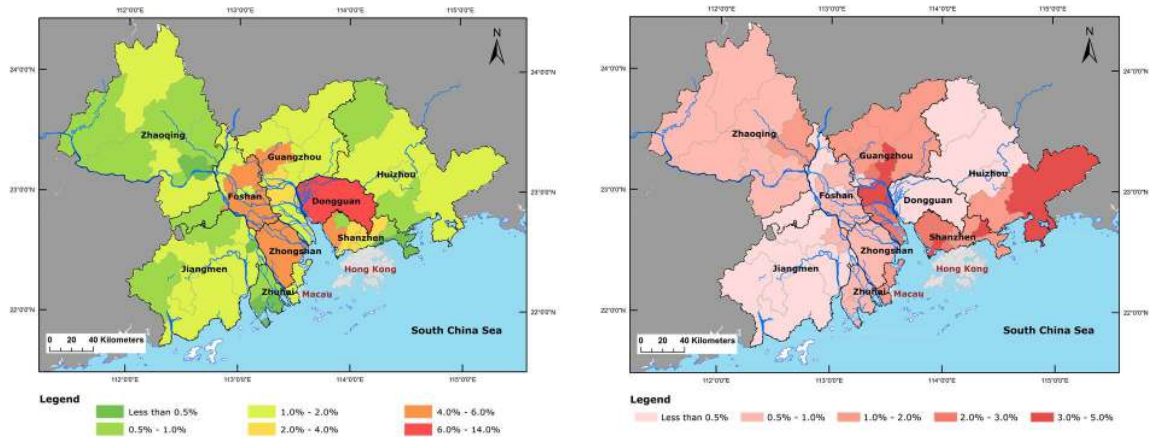 112°0'0"E 113°0'0"E 114°0'0"E 115°0'0"E
N
24°0'0"N 24°0'0"N
Zhaoqing
Guangzhou
Huizhou
23°0'0"N 23°0'0"N
Foshan
Dongguan
Zhongshan
Shanzhen
Jiangmen
Hong Kong
Zhuhai
Macau
22°0'0"N 22°0'0"N
South China Sea
0 20 40 Kilometers
112°0'0"E 113°0'0"E 114°0'0"E 115°0'0"E
Legend
Less than 0.5% 1.0% - 2.0% 4.0% - 6.0%
0.5% - 1.0% 2.0% - 4.0% 6.0% - 14.0%
112°0'0"E 113°0'0"E 114°0'0"E 115°0'0"E
N
24°0'0"N 24°0'0"N
Zhaoqing
Guangzhou
Huizhou
23°0'0"N 23°0'0"N
Foshan
Dongguan
Zhongshan
Shanzhen
Jiangmen
Hong Kong
Zhuhai
Macau
22°0'0"N 22°0'0"N
South China Sea
0 20 40 Kilometers
112°0'0"E 113°0'0"E 114°0'0"E 115°0'0"E
Legend
Less than 0.5% 0.5% - 1.0% 1.0% - 2.0% 2.0% - 3.0% 3.0% - 5.0%